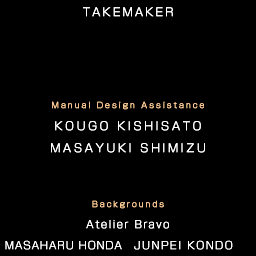 TAKEMAKER
Manual Design Assistance
KOUGO KISHISATO
MASAYUKI SHIMIZU
Backgrounds
Atelier Bravo
MASAHARU HONDA JUNPEI KONDO